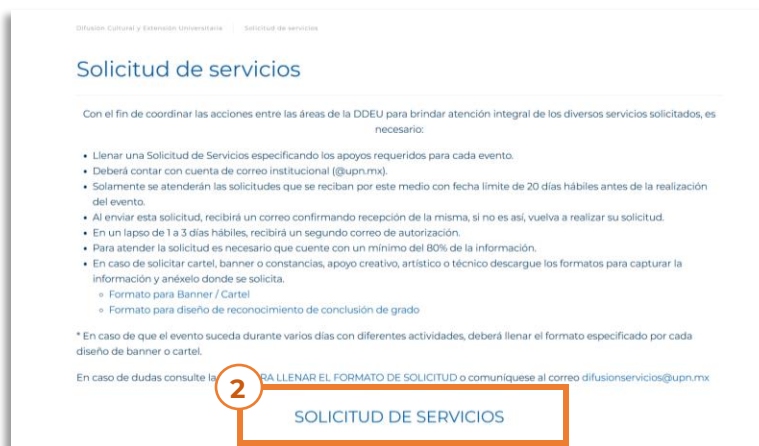 Difusión Cultural y Extensión Universitaria | Solicitud de servicios
Solicitud de servicios
Con el fin de coordinar las acciones entre las áreas de la DDEU para brindar atención integral de los diversos servicios solicitados, es
necesario:
• Llenar una Solicitud de Servicios especificando los apoyos requeridos para cada evento.
• Deberá contar con cuenta de correo institucional (@upn.mx).
• Solamente se atenderán las solicitudes que se reciban por este medio con fecha límite de 20 días hábiles antes de la realización
del evento.
• Al enviar esta solicitud, recibirá un correo confirmando recepción de la misma, si no es así, vuelva a realizar su solicitud.
• En un lapso de 1 a 3 días hábiles, recibirá un segundo correo de autorización.
• Para atender la solicitud es necesario que cuente con un mínimo del 80% de la información.
• En caso de solicitar cartel, banner o constancias, apoyo creativo, artístico o técnico descargue los formatos para capturar la
información y anéxelo donde se solicita.
◦ Formato para Banner / Cartel
◦ Formato para diseño de reconocimiento de conclusión de grado
* En caso de que el evento suceda durante varios días con diferentes actividades, deberá llenar el formato especificado por cada
diseño de banner o cartel.
En caso de dudas consulte la RA LLENAR EL FORMATO DE SOLICITUD o comuníquese al correo difusionservicios@upn.mx
2
SOLICITUD DE SERVICIOS